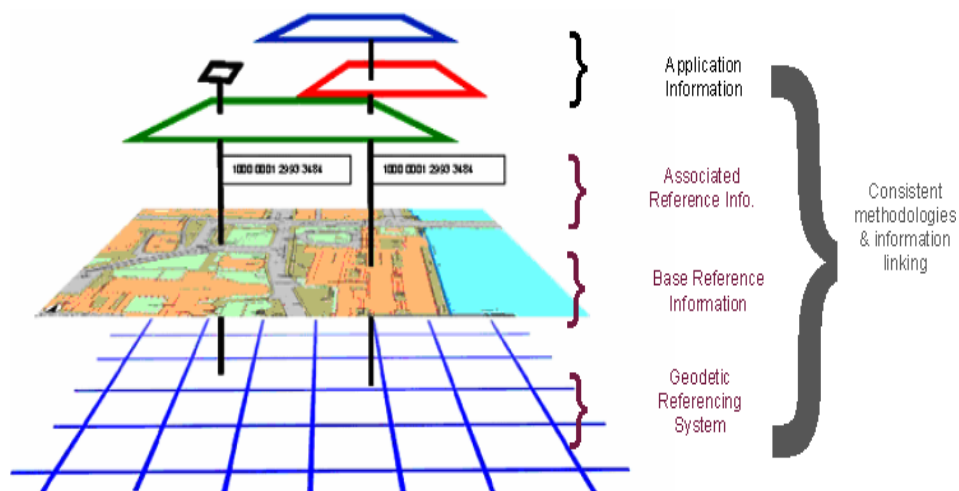 Application
Information
1000 0001 2993 3484
1000 0001 2993 3484
Associated
Reference Info.
Consistent
methodologies
& information
linking
Base Reference
Information
Geodetic
Referencing
System